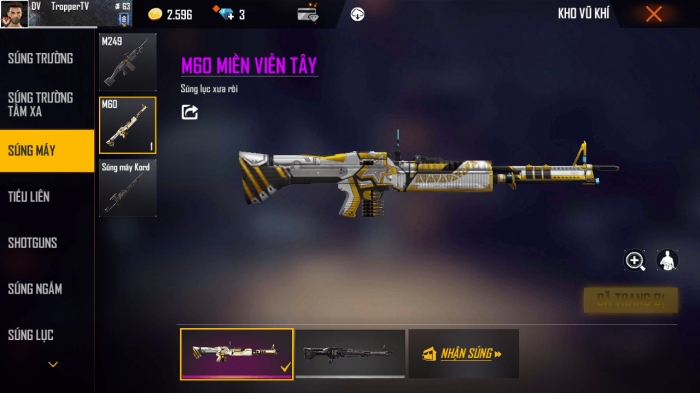 DV TropperTV # 63
2.596
3
KHO VŨ KHÍ
SÚNG TRƯỜNG
SÚNG TRƯỜNG
TẦM XA
SÚNG MÁY
TIỂU LIÊN
SHOTGUNS
SÚNG NGẮM
SÚNG LỤC
M249
M60
1
Súng máy Kord
M60 MIỀN VIỄN TÂY
Súng lục xưa rồi
ĐÃ TRANG BỊ
NHẬN SÚNG